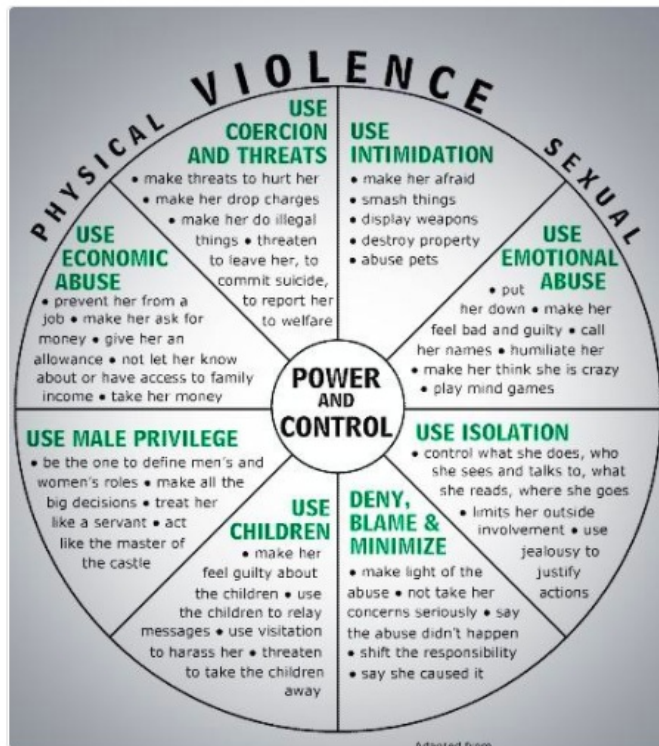 VIOLENCE
PHYSICAL
SEXUAL
USE
COERCION
AND THREATS
• make threats to hurt her
• make her drop charges
• make her do illegal
things • threaten
to leave her, to
commit suicide,
to report her
to welfare
USE
INTIMIDATION
• make her afraid
• smash things
• display weapons
• destroy property
• abuse pets
USE
ECONOMIC
ABUSE
• prevent her from a
job • make her ask for
money • give her an
allowance • not let her know
about or have access to family
income • take her money
USE
EMOTIONAL
ABUSE
• put
her down • make her
feel bad and guilty • call
her names • humiliate her
• make her think she is crazy
• play mind games
POWER
AND
CONTROL
USE MALE PRIVILEGE
• be the one to define men's and
women's roles • make all the
big decisions • treat her
like a servant • act
like the master of
the castle
USE ISOLATION
• control what she does, who
she sees and talks to, what
she reads, where she goes
• limits her outside
involvement • use
jealousy to
justify
actions
USE
CHILDREN
• make her
feel guilty about
the children • use
the children to relay
messages • use visitation
to harass her • threaten
to take the children
away
DENY,
BLAME &
MINIMIZE
• make light of the
abuse • not take her
concerns seriously • say
the abuse didn't happen
• shift the responsibility
• say she caused it
Adapted from